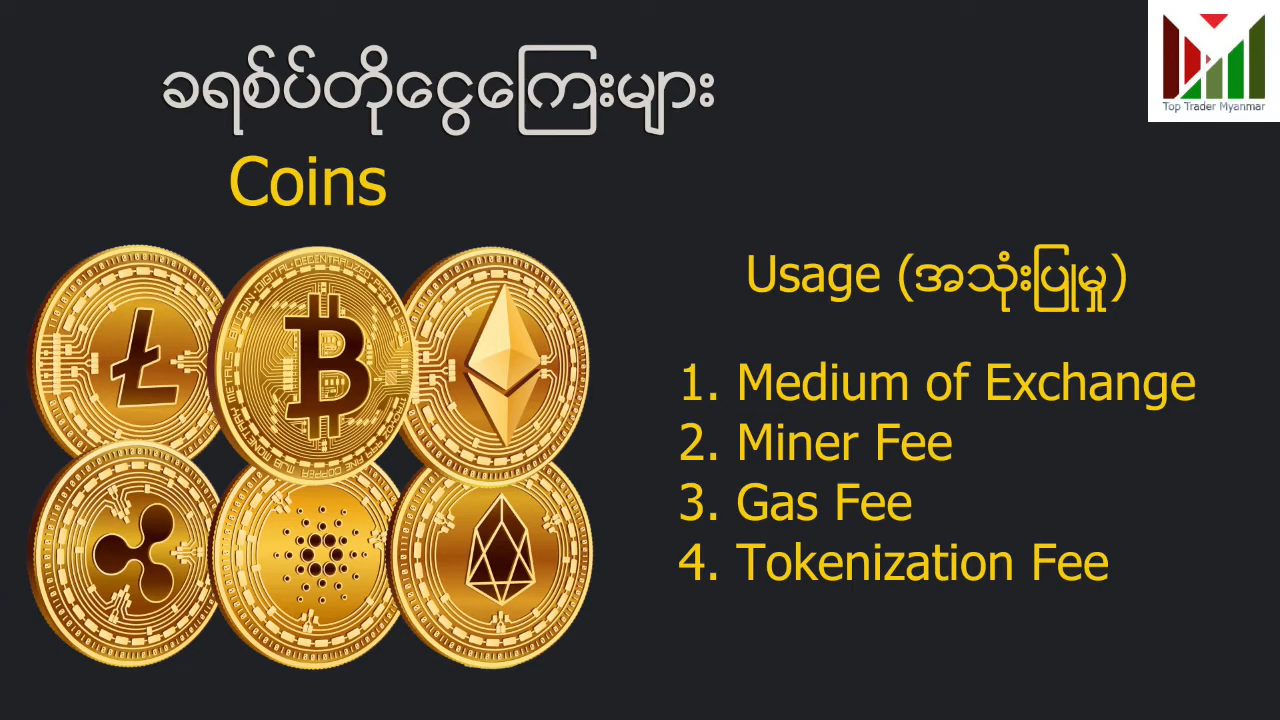 ခရစ်ပ်တိုငွေကြေးများ
Coins
Top Trader Myanmar
Usage (အသုံးပြုမှု)
1. Medium of Exchange
2. Miner Fee
3. Gas Fee
4. Tokenization Fee